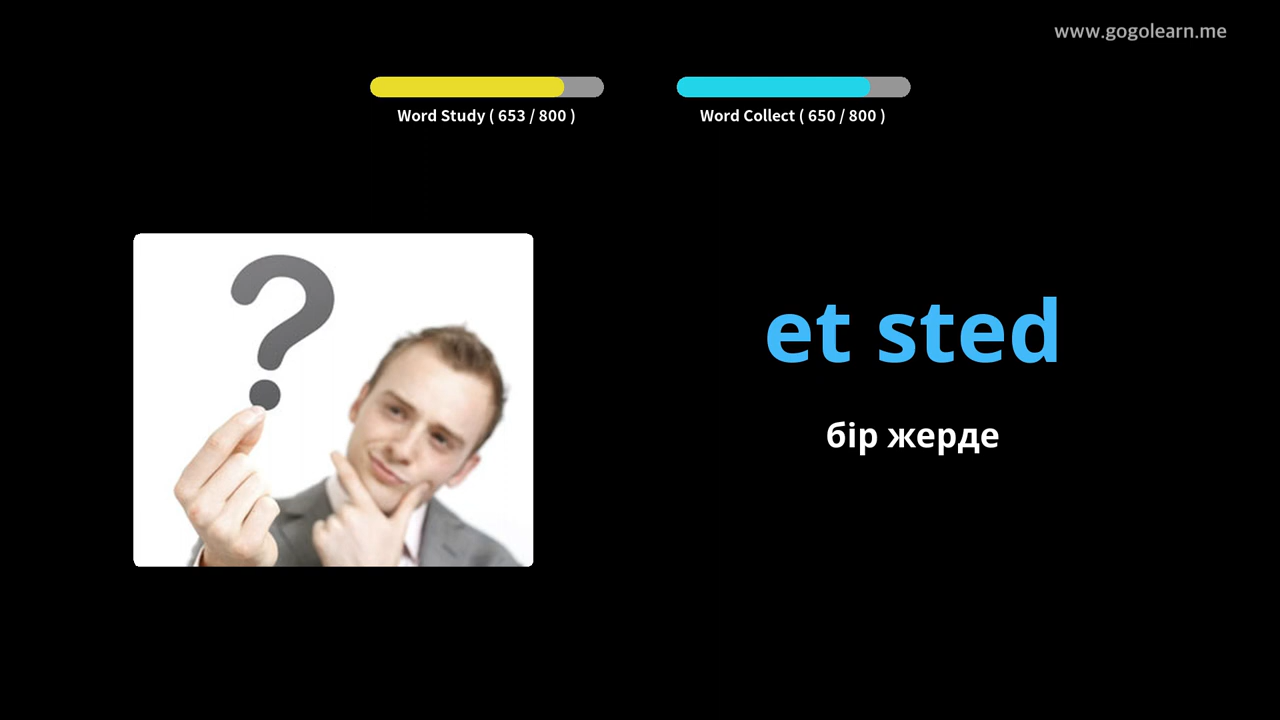 www.gogolearn.me
Word Study ( 653 / 800 )
Word Collect ( 650 / 800 )
et sted
бір жерде